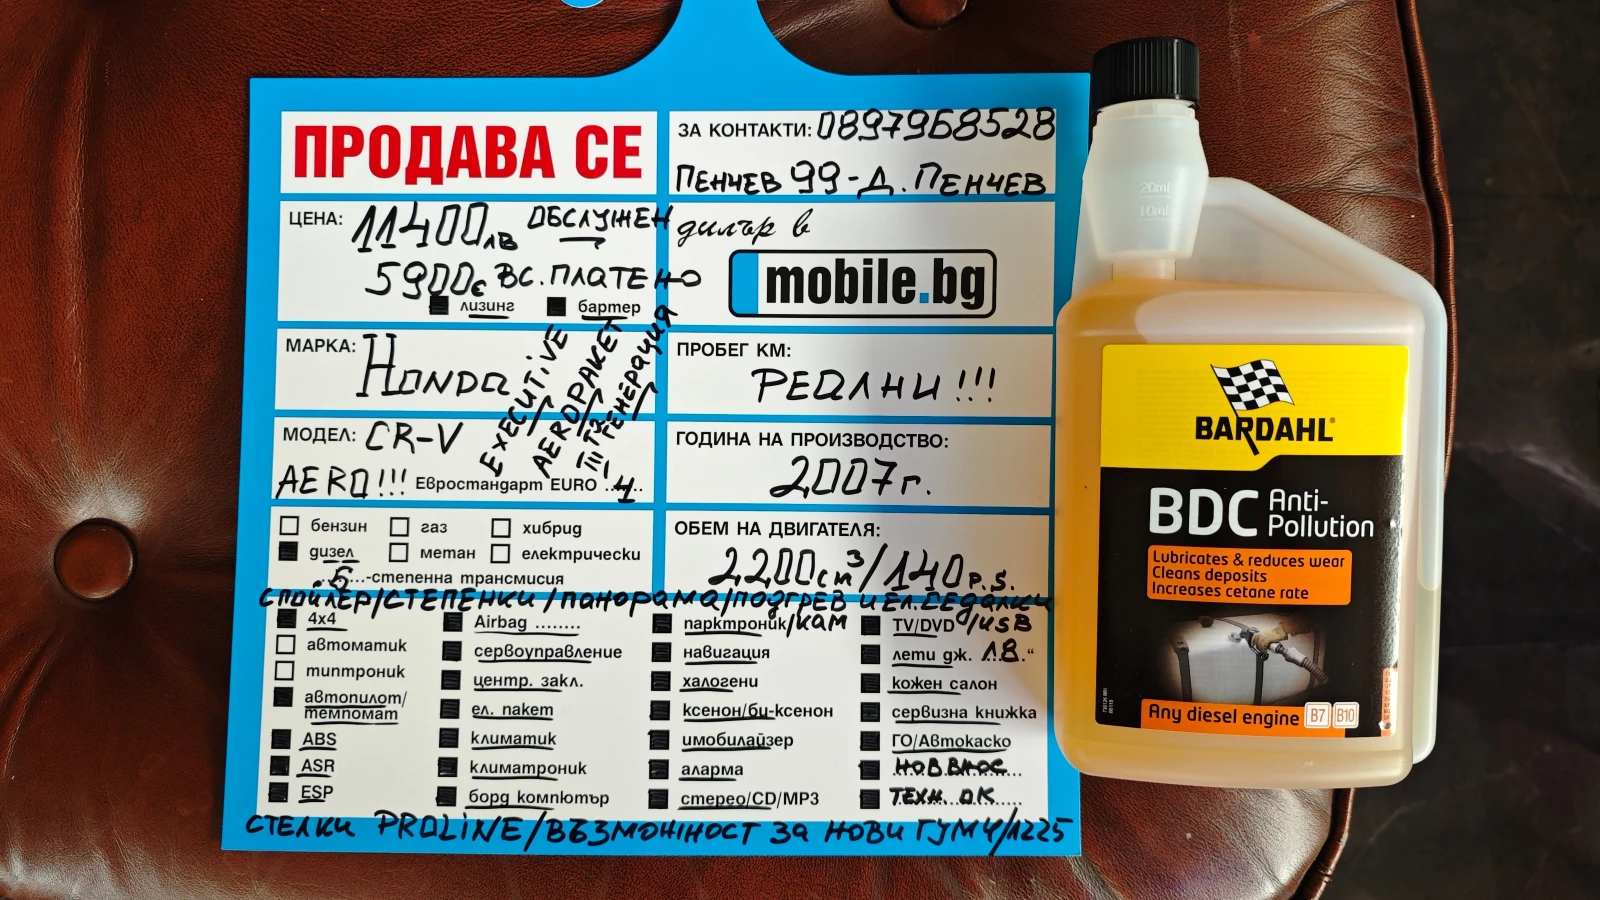 ПРОДАВА СЕ
ЗА КОНТАКТИ: 0897968528
ПЕНЧЕВ 99-Д. ПЕНЧЕВ
ЦЕНА: 11400лв ОБСЛУЖЕН
5900€ ВС. ПЛАТЕНО
лизинг бартер
дилър в
mobile.bg
МАРКА: HONDA
EXECUTIVE
AEROПАКЕТ
III-ТА ГЕНЕРАЦИЯ
ПРОБЕГ КМ:
РЕАЛНИ!!!
МОДЕЛ: CR-V
AERO!!! Евростандарт EURO ..4...
ГОДИНА НА ПРОИЗВОДСТВО:
2007г.
бензин газ хибрид
дизел метан електрически
...6...-степенна трансмисия
ОБЕМ НА ДВИГАТЕЛЯ:
2200см³/140p.s.
СПОЙЛЕР/СТЕПЕНКИ/ПАНОРАМА/ПОДГРЕВ И ЕЛ.СЕДАЛКИ
4x4 Airbag ........ парктроник/КАМ TV/DVD/USB
автоматик сервоуправление навигация лети дж. .18."
типтроник центр. закл. халогени кожен салон
автопилот/ темпомат ел. пакет ксенон/би-ксенон сервизна книжка
ABS климатик имобилайзер ГО/Автокаско
ASR климатроник аларма НОВ ВНОС
ESP борд компютър стерео/CD/MP3 ТЕХН. ОК
СТЕЛКИ PROLINE/ВЪЗМОЖНОСТ ЗА НОВИ ГУМИ/1225
20ml
10ml
BARDAHL
BDC Anti-Pollution
Lubricates & reduces wear
Cleans deposits
Increases cetane rate
Any diesel engine B7 B10